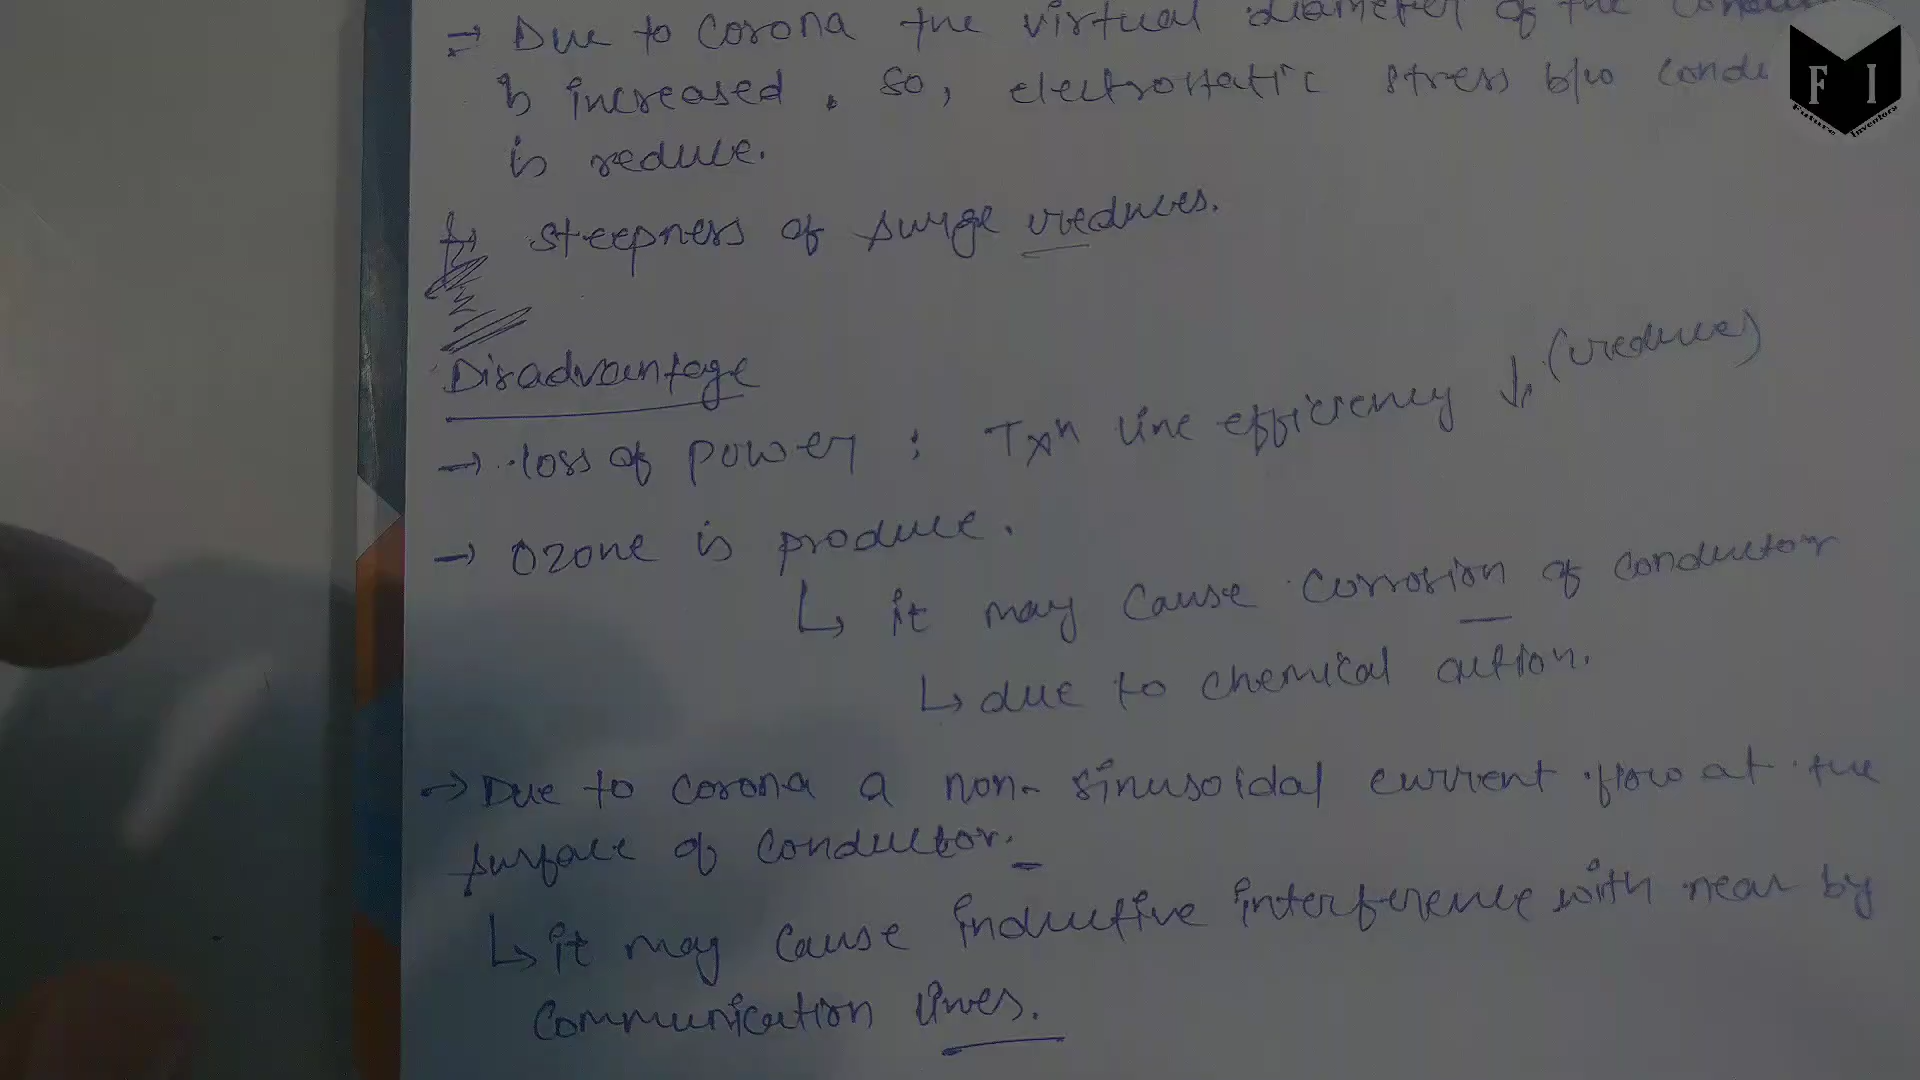 → Due to corona the virtual diameter of the
is increased. so, electrostatic stress b/w
is reduce.
→ steepness of surge reduces.
Disadvantage
→ loss of power : Txn line efficiency ↓ (reduce)
→ Ozone is produce.
↳ it may cause corrosion of conductor
↳ due to chemical action.
→ Due to corona a non-sinusoidal current flow at the
surface of conductor.
↳ it may cause inductive interference with near by
communication lines.
F I
Future Inventory